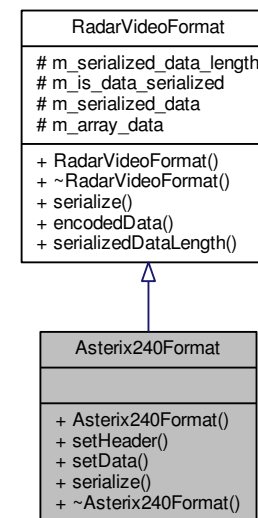 RadarVideoFormat
# m_serialized_data_length
# m_is_data_serialized
# m_serialized_data
# m_array_data
+ RadarVideoFormat()
+ ~RadarVideoFormat()
+ serialize()
+ encodedData()
+ serializedDataLength()
Asterix240Format
+ Asterix240Format()
+ setHeader()
+ setData()
+ serialize()
+ ~Asterix240Format()